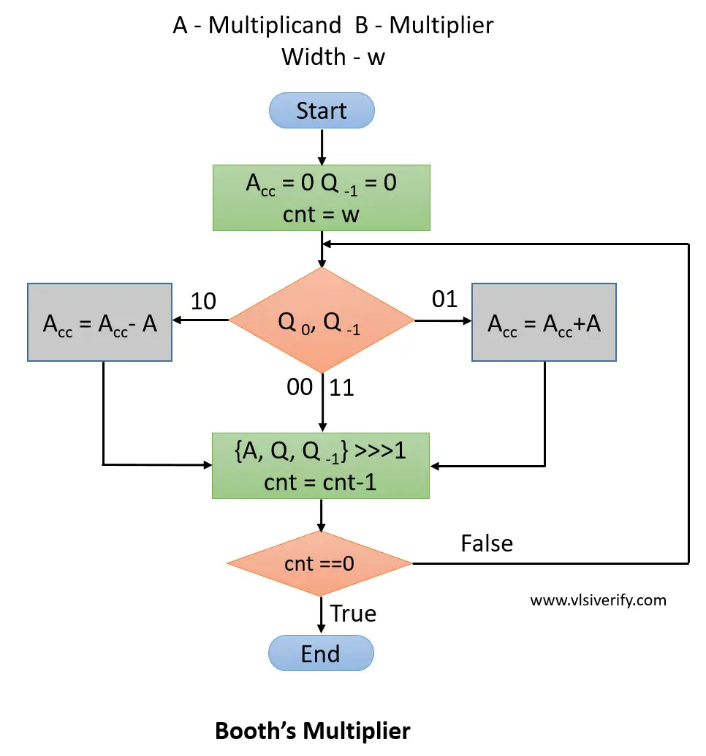 A - Multiplicand B - Multiplier
Width - w
Start
Acc = 0 Q -1 = 0
cnt = w
10
01
Acc = Acc- A
Q 0, Q -1
Acc = Acc+A
00 11
{A, Q, Q -1} >>>1
cnt = cnt-1
False
cnt ==0
www.vlsiverify.com
True
End
Booth's Multiplier